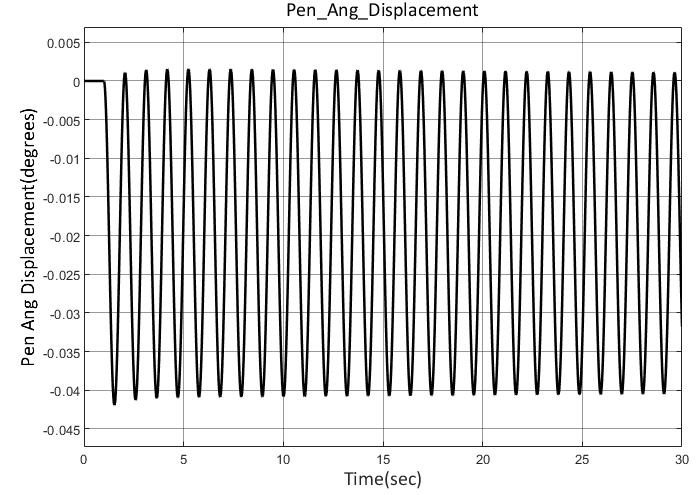 Pen_Ang_Displacement
0.005
0
-0.005
-0.01
-0.015
-0.02
-0.025
-0.03
-0.035
-0.04
-0.045
Pen Ang Displacement(degrees)
0 5 10 15 20 25 30
Time(sec)